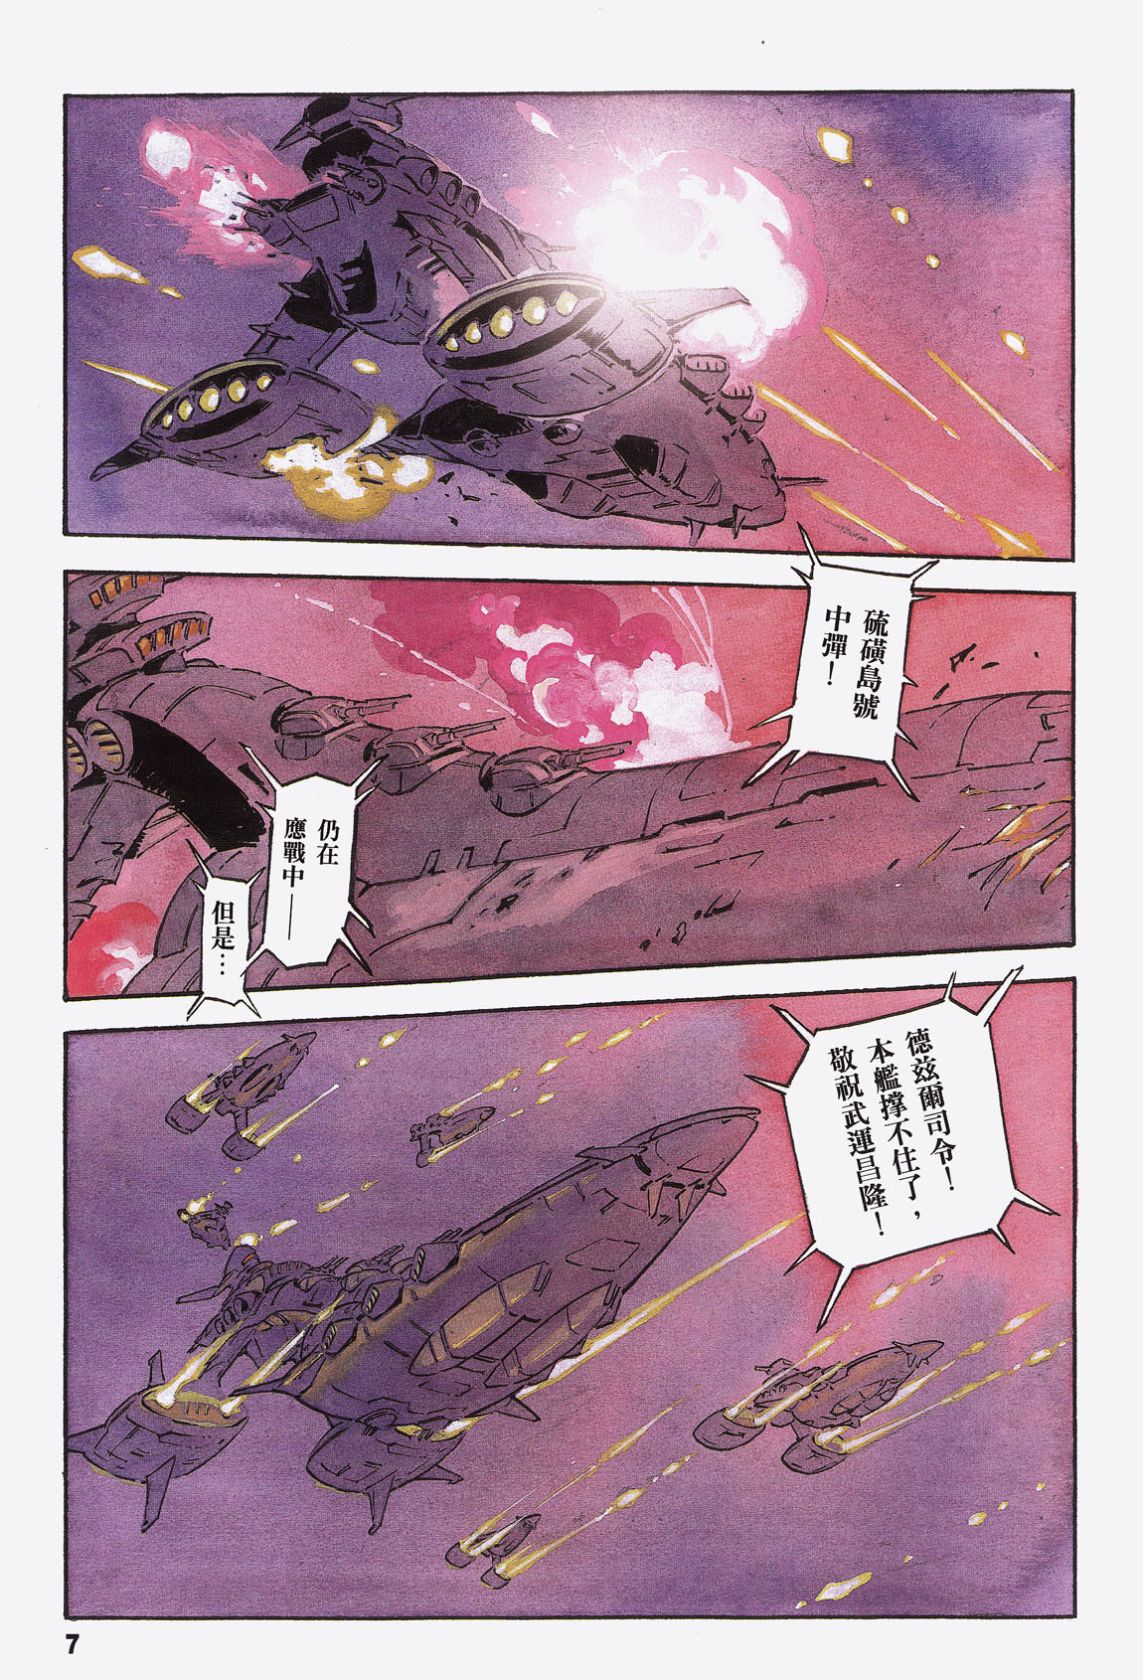 硫磺島號
中彈！
仍在
應戰中——
但是…
德茲爾司令！
本艦撐不住了，
敬祝武運昌隆！
7